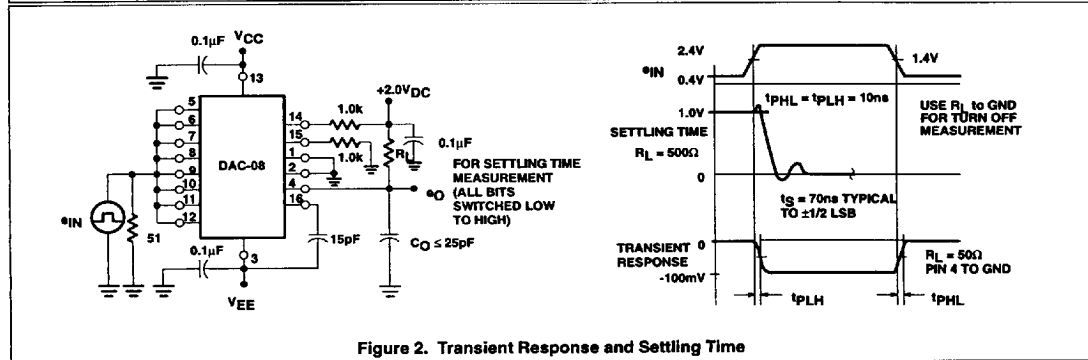 0.1µF
VCC
13
5
6
7
8
9
10
11
12
DAC-08
14
15
1
2
4
16
3
1.0k
1.0k
+2.0VDC
RL
0.1µF
eIN
51
0.1µF
VEE
15pF
CO ≤ 25pF
eO
FOR SETTLING TIME
MEASUREMENT
(ALL BITS
SWITCHED LOW
TO HIGH)
2.4V
eIN
0.4V
1.4V
tPHL = tPLH = 10ns
1.0V
SETTLING TIME
RL = 500Ω
0
USE RL to GND
FOR TURN OFF
MEASUREMENT
tS = 70ns TYPICAL
TO ±1/2 LSB
0
TRANSIENT
RESPONSE
-100mV
RL = 50Ω
PIN 4 TO GND
tPLH
tPHL
Figure 2. Transient Response and Settling Time